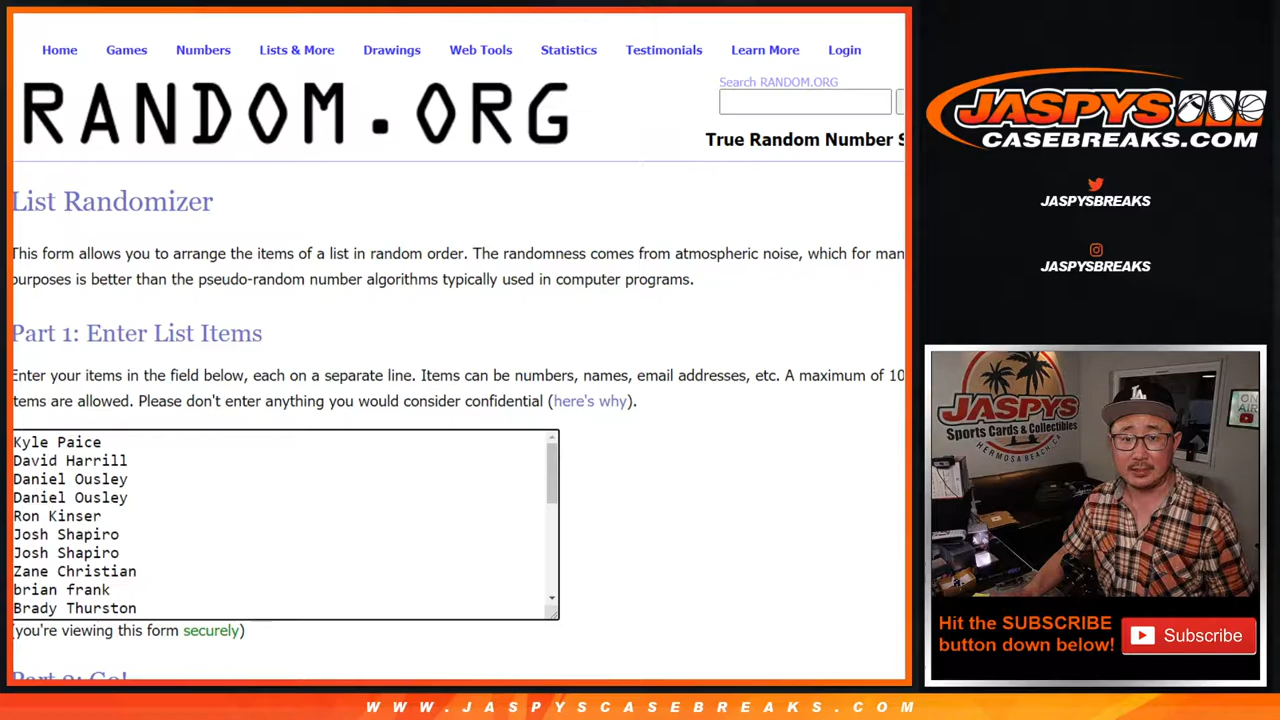 Home Games Numbers Lists & More Drawings Web Tools Statistics Testimonials Learn More Login
RANDOM.ORG
Search RANDOM.ORG
True Random Number S
List Randomizer
This form allows you to arrange the items of a list in random order. The randomness comes from atmospheric noise, which for man
purposes is better than the pseudo-random number algorithms typically used in computer programs.
Part 1: Enter List Items
Enter your items in the field below, each on a separate line. Items can be numbers, names, email addresses, etc. A maximum of 10
items are allowed. Please don't enter anything you would consider confidential (here's why).
Kyle Paice
David Harrill
Daniel Ousley
Daniel Ousley
Ron Kinser
Josh Shapiro
Josh Shapiro
Zane Christian
brian frank
Brady Thurston
(you're viewing this form securely)
Part 2: Go!
JASPYS
CASEBREAKS.COM
JASPYSBREAKS
JASPYSBREAKS
JASPYS
Sports Cards & Collectibles
HERMOSA BEACH, CA
LA
ON
AIR
Hit the SUBSCRIBE
button down below!
Subscribe
WWW.JASPYSCASEBREAKS.COM